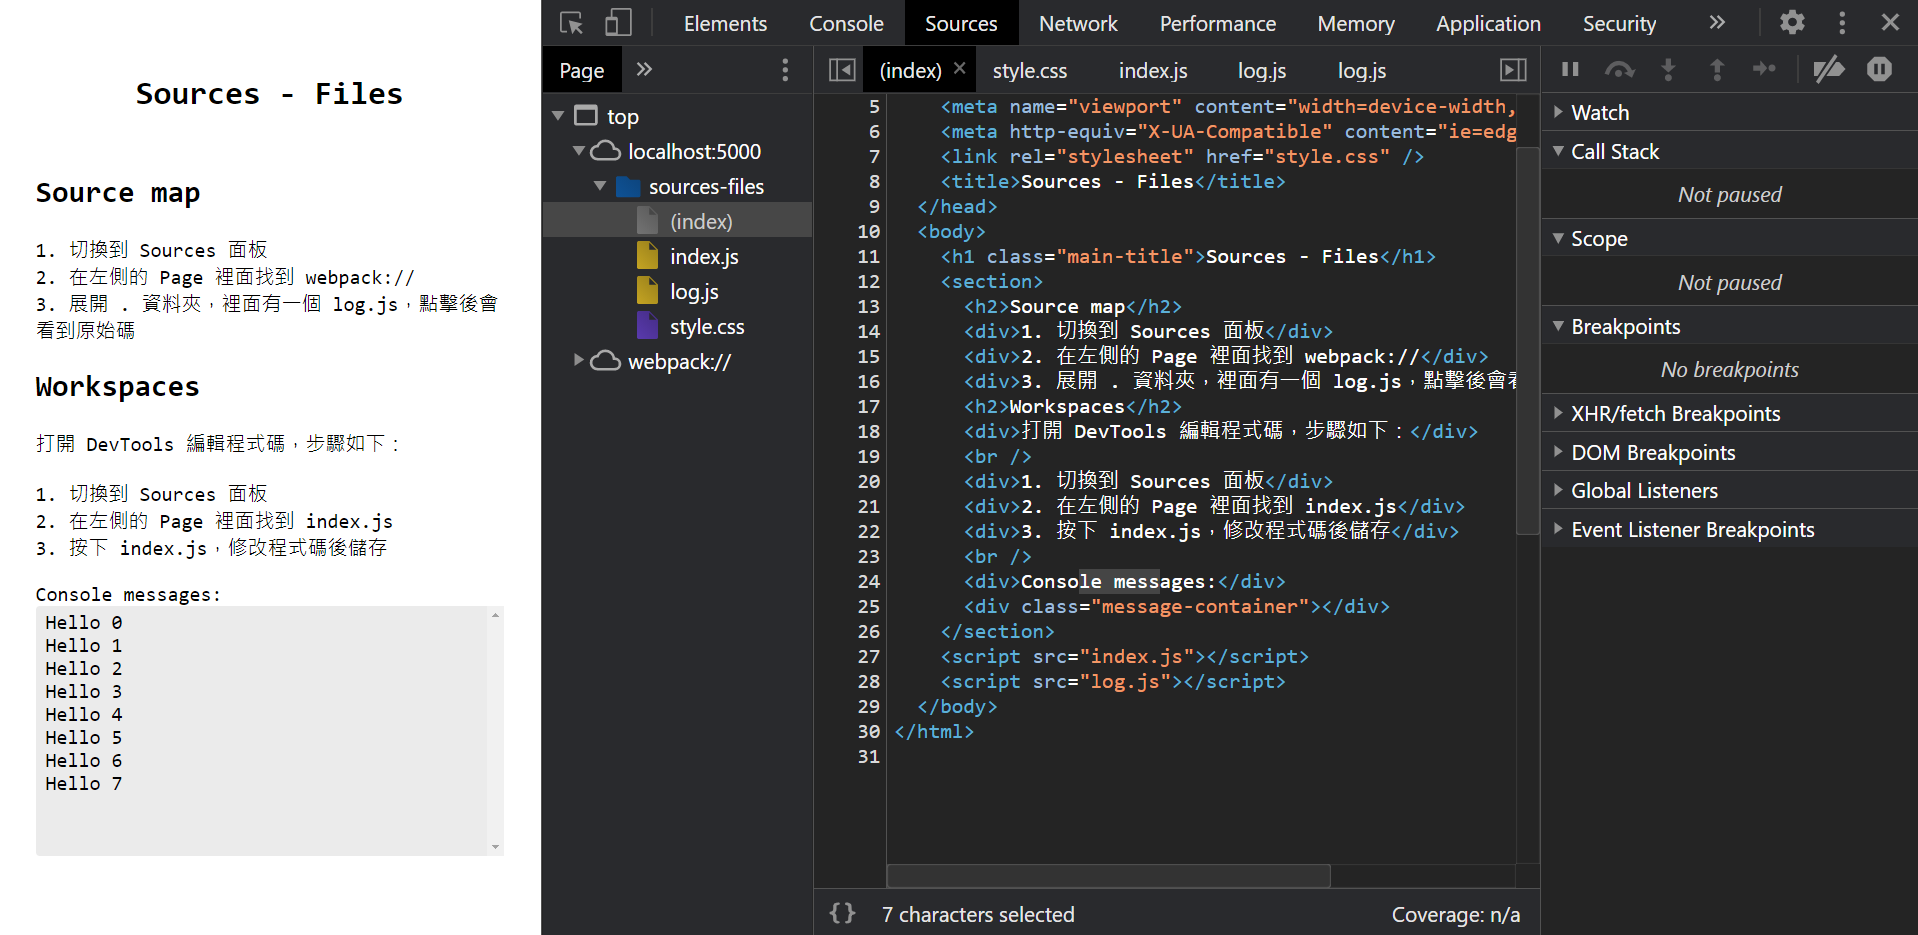 Sources - Files
Source map
1. 切換到 Sources 面板
2. 在左側的 Page 裡面找到 webpack://
3. 展開 . 資料夾，裡面有一個 log.js，點擊後會
看到原始碼
Workspaces
打開 DevTools 編輯程式碼，步驟如下：
1. 切換到 Sources 面板
2. 在左側的 Page 裡面找到 index.js
3. 按下 index.js，修改程式碼後儲存
Console messages:
Hello 0
Hello 1
Hello 2
Hello 3
Hello 4
Hello 5
Hello 6
Hello 7
Elements Console Sources Network Performance Memory Application Security »
Page »
top
localhost:5000
sources-files
(index)
index.js
log.js
style.css
webpack://
(index) × style.css index.js log.js log.js
5 <meta name="viewport" content="width=device-width,
6 <meta http-equiv="X-UA-Compatible" content="ie=edg
7 <link rel="stylesheet" href="style.css" />
8 <title>Sources - Files</title>
9 </head>
10 <body>
11 <h1 class="main-title">Sources - Files</h1>
12 <section>
13 <h2>Source map</h2>
14 <div>1. 切換到 Sources 面板</div>
15 <div>2. 在左側的 Page 裡面找到 webpack://</div>
16 <div>3. 展開 . 資料夾，裡面有一個 log.js，點擊後會看
17 <h2>Workspaces</h2>
18 <div>打開 DevTools 編輯程式碼，步驟如下：</div>
19 <br />
20 <div>1. 切換到 Sources 面板</div>
21 <div>2. 在左側的 Page 裡面找到 index.js</div>
22 <div>3. 按下 index.js，修改程式碼後儲存</div>
23 <br />
24 <div>Console messages:</div>
25 <div class="message-container"></div>
26 </section>
27 <script src="index.js"></script>
28 <script src="log.js"></script>
29 </body>
30 </html>
31
{} 7 characters selected Coverage: n/a
Watch
Call Stack
Not paused
Scope
Not paused
Breakpoints
No breakpoints
XHR/fetch Breakpoints
DOM Breakpoints
Global Listeners
Event Listener Breakpoints